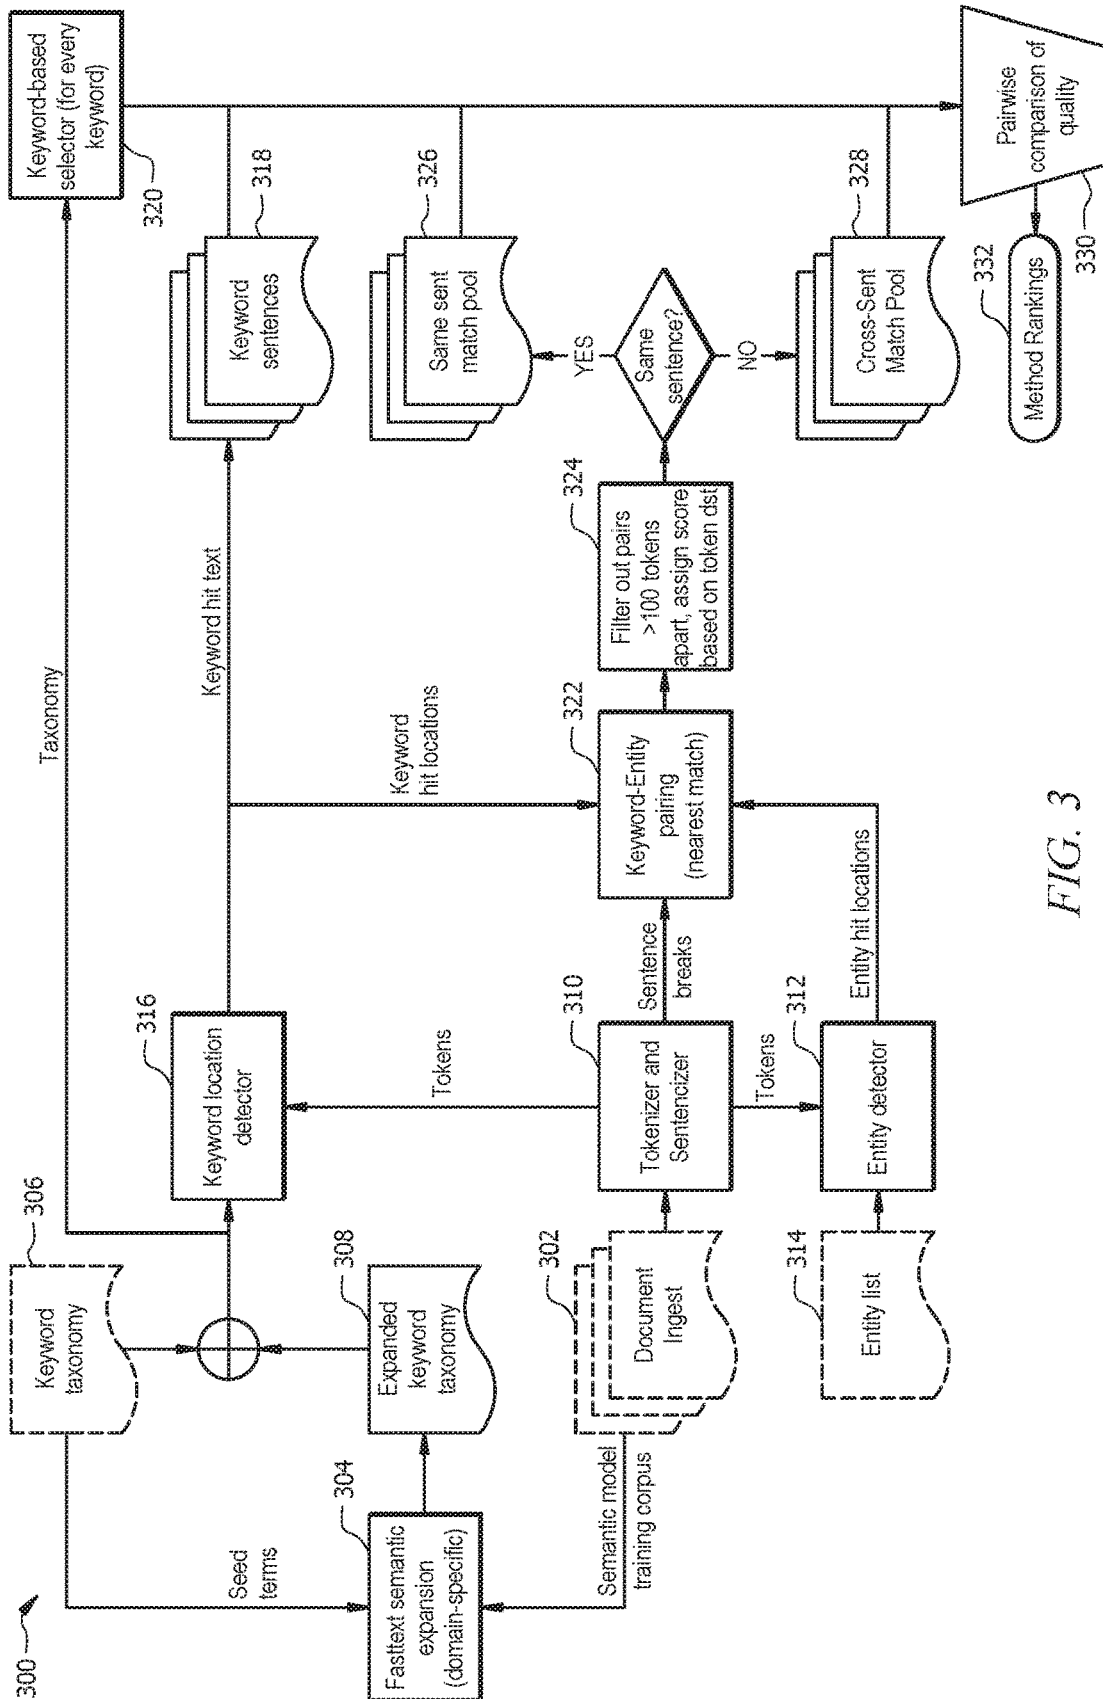 300
Seed
terms
Fasttext semantic
expansion
(domain-specific)
304
Semantic model
training corpus
Keyword
taxonomy
306
Expanded
keyword
taxonomy
308
Document
Ingest
302
Entity list
314
Taxonomy
Keyword location
detector
316
Tokens
Tokenizer and
Sentencizer
310
Tokens
Entity detector
312
Sentence
breaks
Entity hit locations
Keyword hit text
Keyword
hit locations
Keyword-Entity
pairing
(nearest match)
322
Filter out pairs
>100 tokens
apart, assign score
based on token dst
324
Same
sentence?
YES
NO
Keyword
sentences
318
Same sent
match pool
326
Cross-Sent
Match Pool
328
Keyword-based
selector (for every
keyword)
320
Pairwise
comparison of
quality
330
Method Rankings
332
FIG. 3